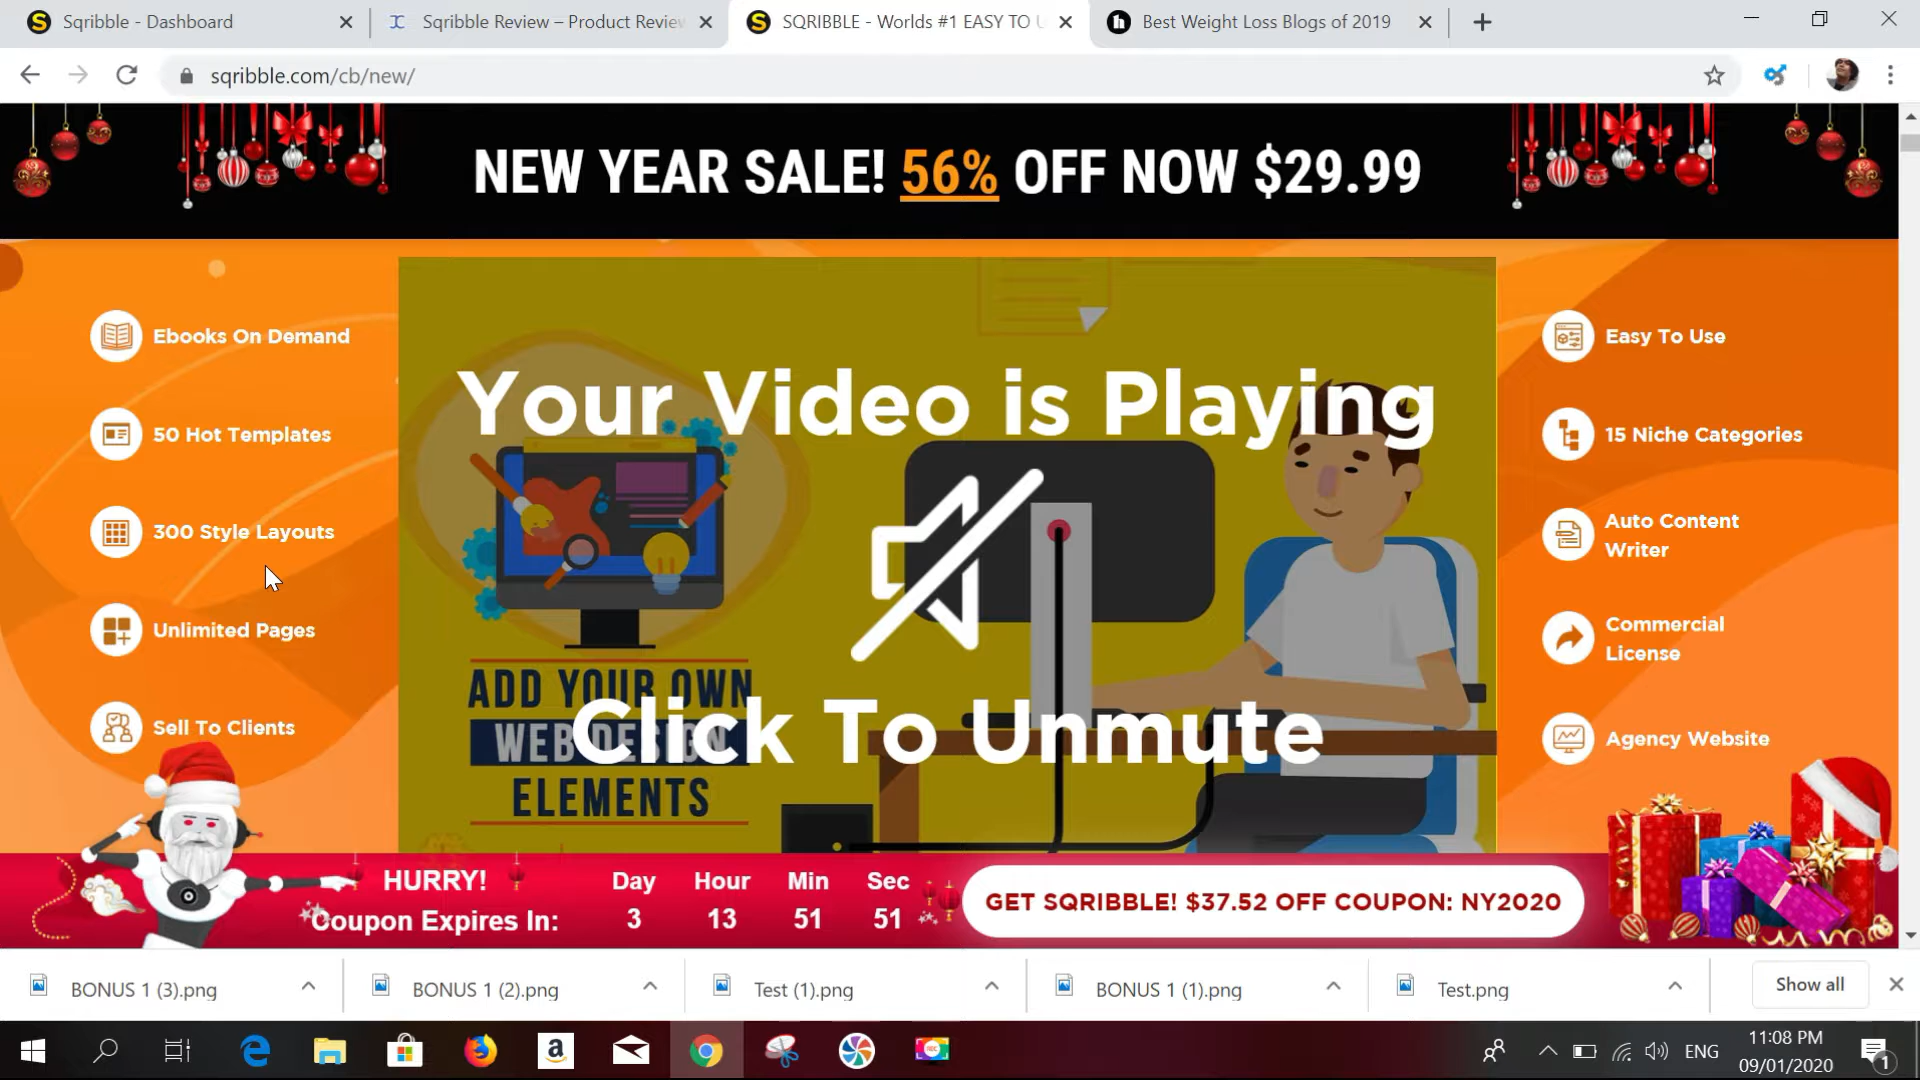 Sqribble - Dashboard
Sqribble Review – Product Review
SQRIBBLE - Worlds #1 EASY TO U
Best Weight Loss Blogs of 2019
sqribble.com/cb/new/
NEW YEAR SALE! 56% OFF NOW $29.99
Ebooks On Demand
50 Hot Templates
300 Style Layouts
Unlimited Pages
Sell To Clients
Your Video is Playing
Click To Unmute
ADD YOUR OWN
WEB DESIGN
ELEMENTS
Easy To Use
15 Niche Categories
Auto Content
Writer
Commercial
License
Agency Website
HURRY!
Coupon Expires In:
Day Hour Min Sec
3 13 51 51
GET SQRIBBLE! $37.52 OFF COUPON: NY2020
BONUS 1 (3).png
BONUS 1 (2).png
Test (1).png
BONUS 1 (1).png
Test.png
Show all
ENG
11:08 PM
09/01/2020
1